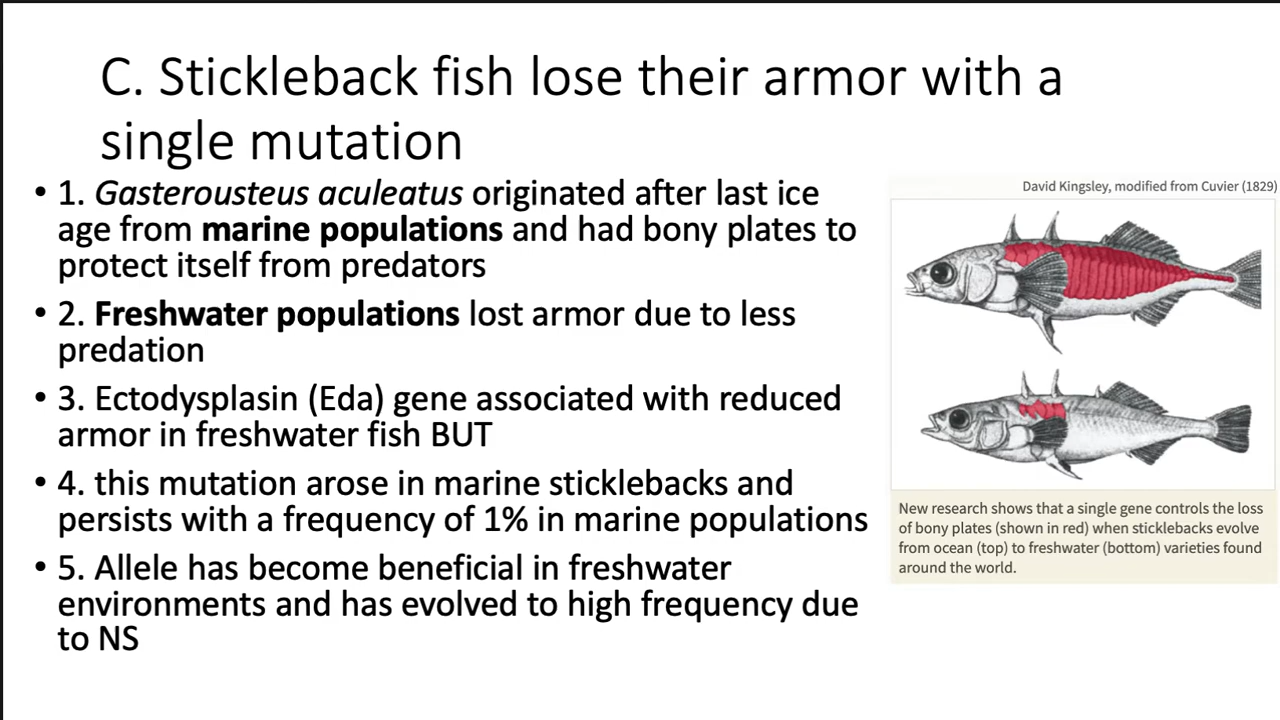 C. Stickleback fish lose their armor with a
single mutation
• 1. Gasterousteus aculeatus originated after last ice
age from marine populations and had bony plates to
protect itself from predators
• 2. Freshwater populations lost armor due to less
predation
• 3. Ectodysplasin (Eda) gene associated with reduced
armor in freshwater fish BUT
• 4. this mutation arose in marine sticklebacks and
persists with a frequency of 1% in marine populations
• 5. Allele has become beneficial in freshwater
environments and has evolved to high frequency due
to NS
David Kingsley, modified from Cuvier (1829)
New research shows that a single gene controls the loss
of bony plates (shown in red) when sticklebacks evolve
from ocean (top) to freshwater (bottom) varieties found
around the world.